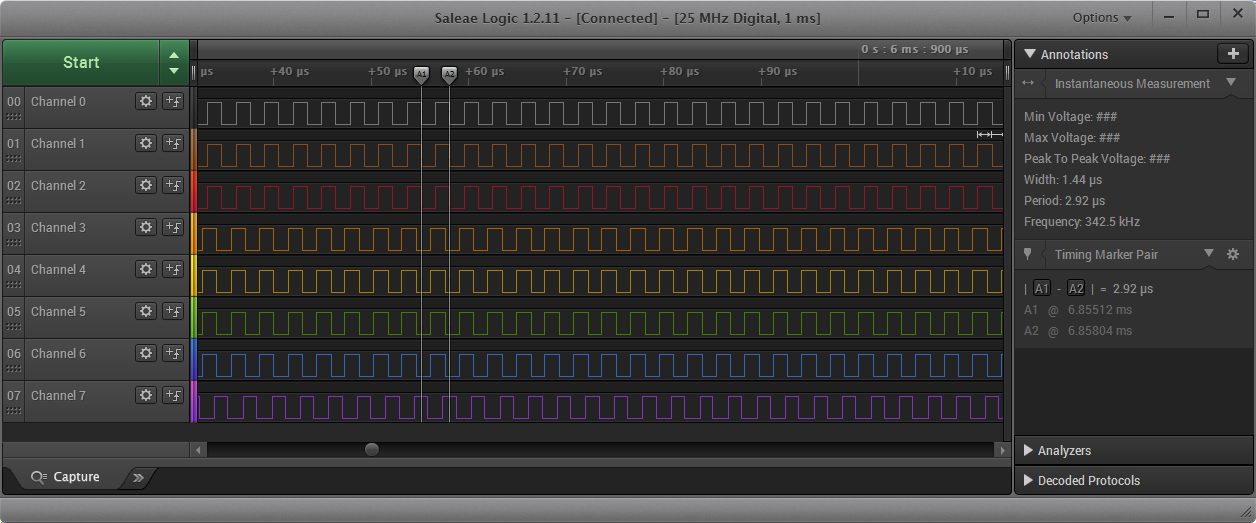 Saleae Logic 1.2.11 - [Connected] - [25 MHz Digital, 1 ms]
Options
Start
0 s : 6 ms : 900 µs
µs +40 µs +50 µs A1 A2 +60 µs +70 µs +80 µs +90 µs +10 µs
00 Channel 0
01 Channel 1
02 Channel 2
03 Channel 3
04 Channel 4
05 Channel 5
06 Channel 6
07 Channel 7
Capture
Annotations
Instantaneous Measurement
Min Voltage: ###
Max Voltage: ###
Peak To Peak Voltage: ###
Width: 1.44 µs
Period: 2.92 µs
Frequency: 342.5 kHz
Timing Marker Pair
| A1 - A2 | = 2.92 µs
A1 @ 6.85512 ms
A2 @ 6.85804 ms
Analyzers
Decoded Protocols